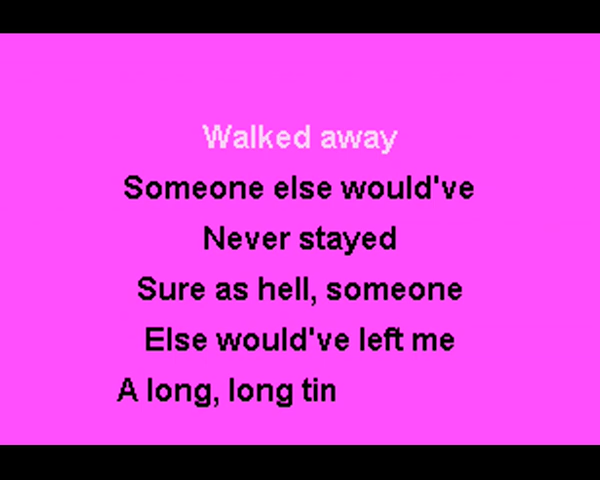 Walked away
Someone else would've
Never stayed
Sure as hell, someone
Else would've left me
A long, long